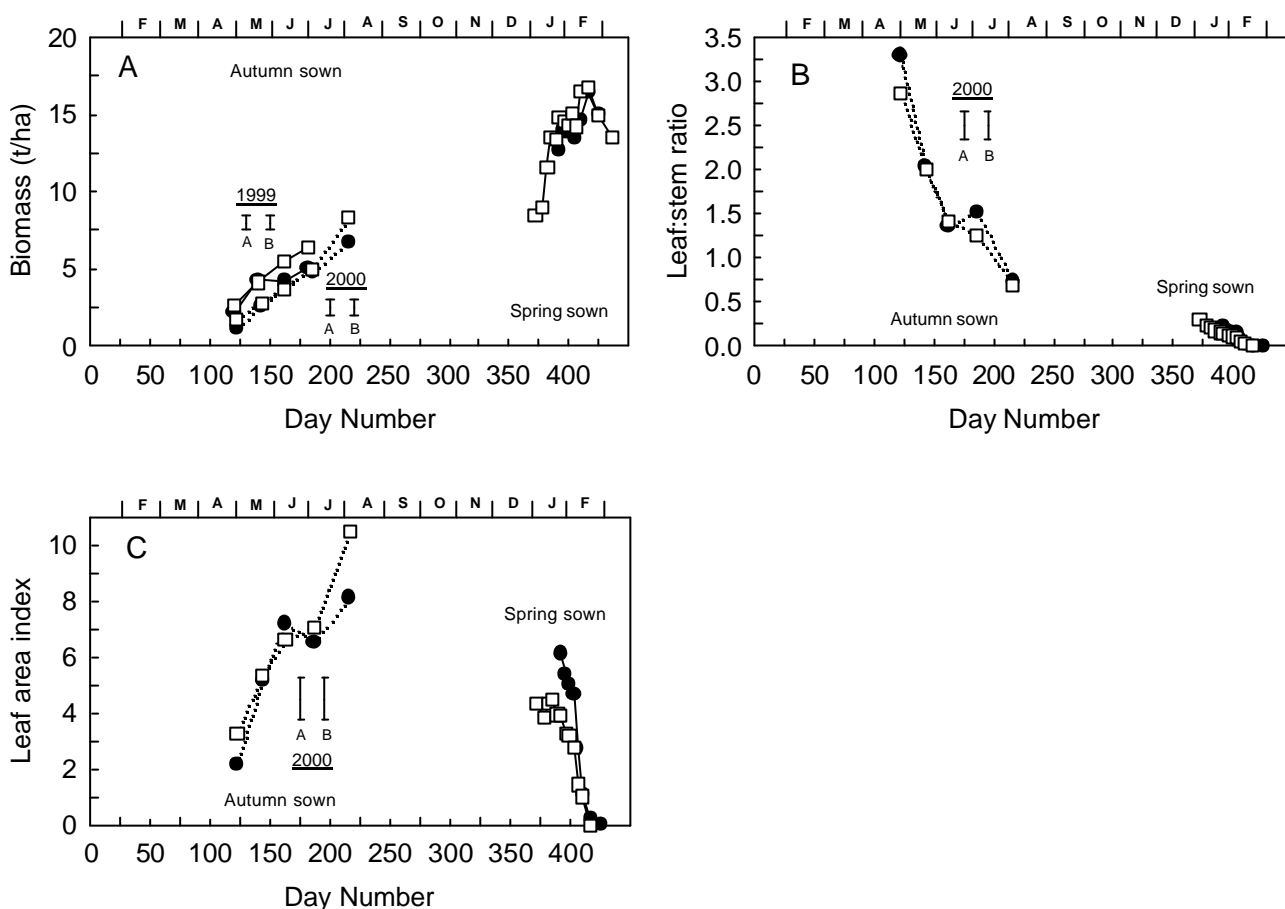 F M A M J J A S O N D J F
20
15
10
5
0
Biomass (t/ha)
A
Autumn sown
1999
A B
2000
A B
Spring sown
0 50 100 150 200 250 300 350 400
Day Number
F M A M J J A S O N D J F
3.5
3.0
2.5
2.0
1.5
1.0
0.5
0.0
Leaf:stem ratio
B
2000
A B
Autumn sown
Spring sown
0 50 100 150 200 250 300 350 400
Day Number
F M A M J J A S O N D J F
10
8
6
4
2
0
Leaf area index
C
Spring sown
A B
2000
Autumn sown
0 50 100 150 200 250 300 350 400
Day Number